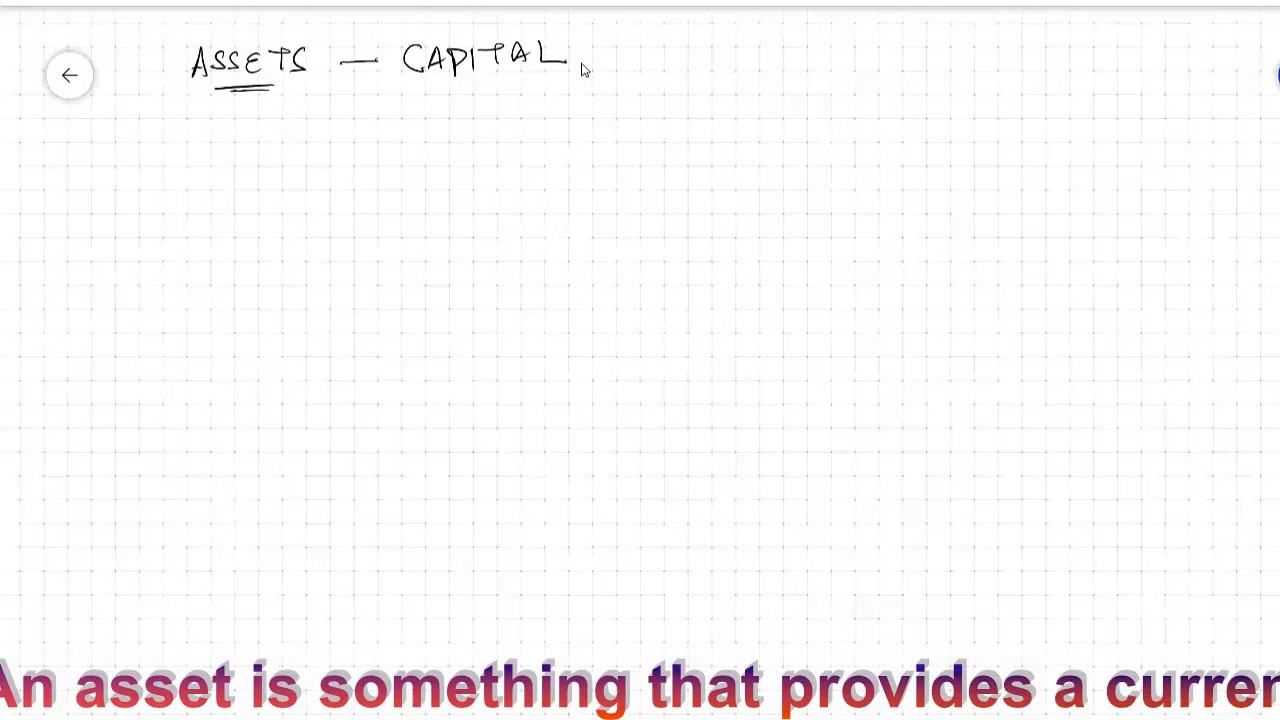 ASSETS — CAPITAL
An asset is something that provides a curren